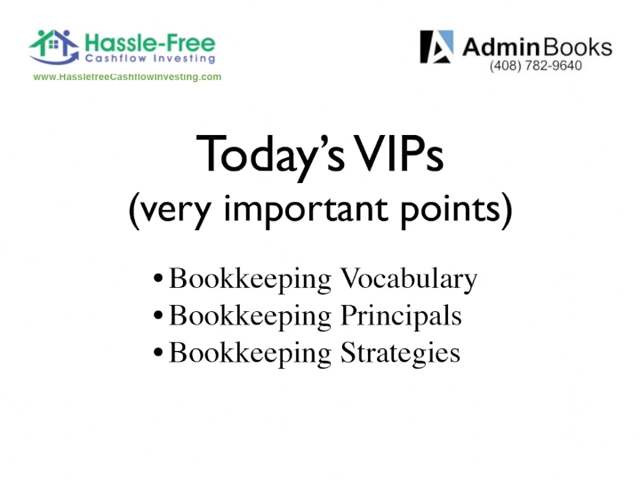 Hassle-Free
Cashflow Investing
www.HasslefreeCashflowInvesting.com
AdminBooks
(408) 782-9640
Today's VIPs
(very important points)
• Bookkeeping Vocabulary
• Bookkeeping Principals
• Bookkeeping Strategies